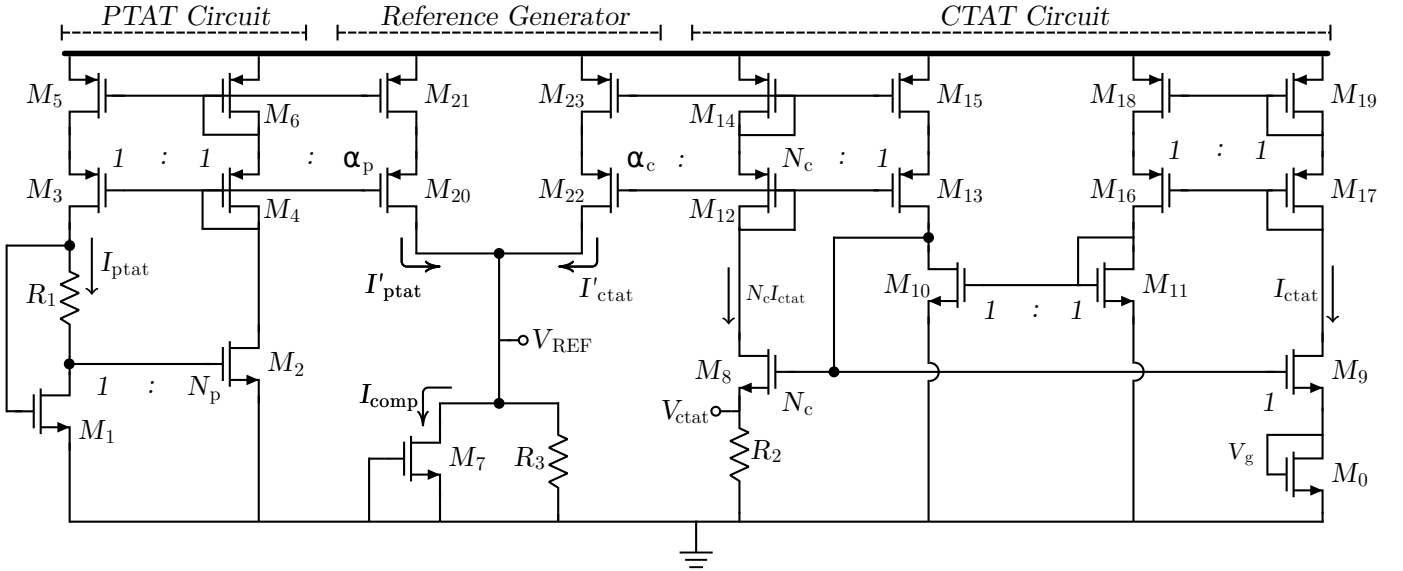 PTAT Circuit
Reference Generator
CTAT Circuit
M5
M6
M21
M23
M14
M15
M18
M19
1 : 1 : αp
αc : Nc : 1
1 : 1
M3
M4
M20
M22
M12
M13
M16
M17
Iptat
I'ptat
I'ctat
NcIctat
Ictat
R1
M10
M11
1 : 1
VREF
M2
1 : Np
M8
M9
Icomp
Nc
1
Vctat
M1
M7
R3
R2
Vg
M0